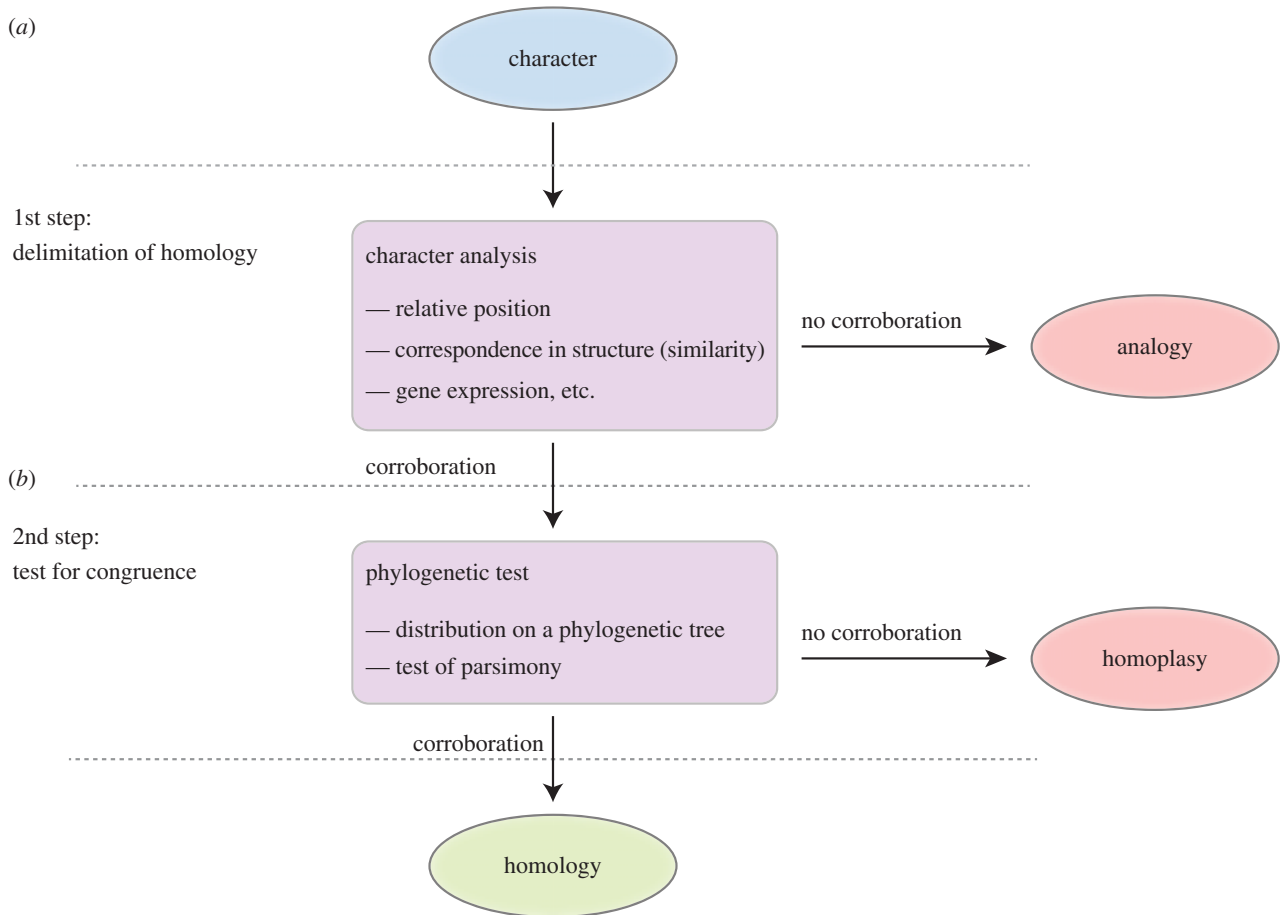 (a)
character
1st step:
delimitation of homology
character analysis
— relative position
— correspondence in structure (similarity)
— gene expression, etc.
no corroboration
analogy
corroboration
(b)
2nd step:
test for congruence
phylogenetic test
— distribution on a phylogenetic tree
— test of parsimony
no corroboration
homoplasy
corroboration
homology